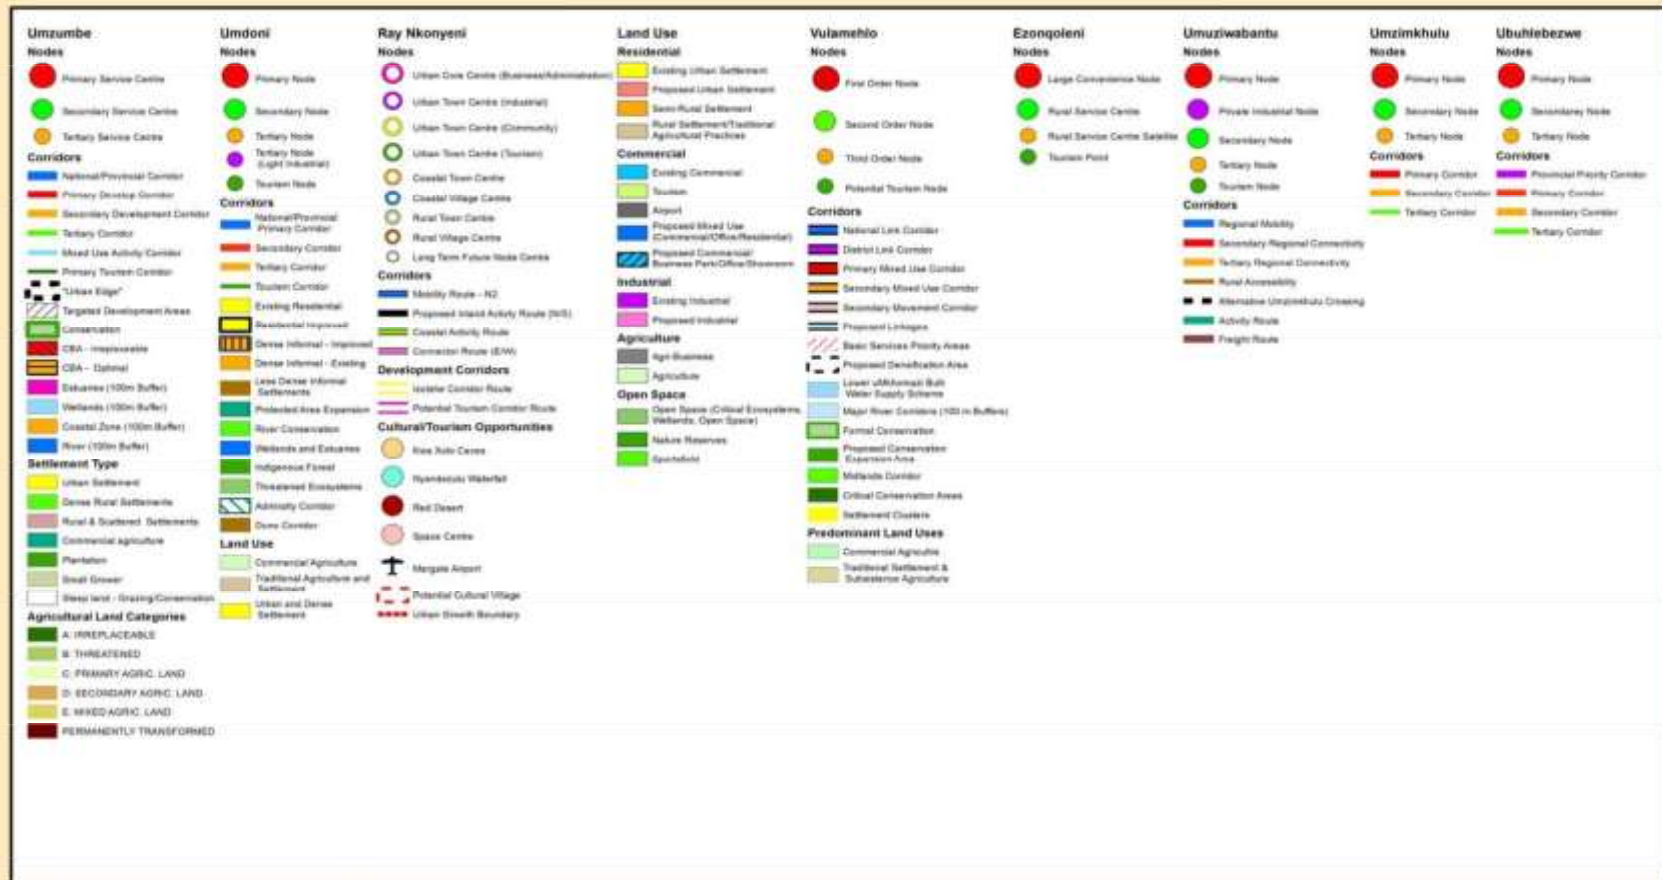 Umzumbe
Nodes
Primary Service Centre
Secondary Service Centre
Tertiary Service Centre
Corridors
National/Provincial Corridor
Primary Develop Corridor
Secondary Development Corridor
Tertiary Corridor
Mixed Use Activity Corridor
Primary Tourism Corridor
"Urban Edge"
Targeted Development Areas
Conservation
CBA - Irreplaceable
CBA - Optimal
Estuaries (100m Buffer)
Wetlands (100m Buffer)
Coastal Zone (100m Buffer)
River (100m Buffer)
Settlement Type
Urban Settlement
Dense Rural Settlements
Rural & Scattered Settlements
Commercial agriculture
Plantation
Small Grower
Steep land - Grazing/Conservation
Agricultural Land Categories
A: IRREPLACEABLE
B: THREATENED
C: PRIMARY AGRIC. LAND
D: SECONDARY AGRIC. LAND
E: MIXED AGRIC. LAND
PERMANENTLY TRANSFORMED
Umdoni
Nodes
Primary Node
Secondary Node
Tertiary Node
Tertiary Node
(Light Industrial)
Tourism Node
Corridors
National/Provincial
Primary Corridor
Secondary Corridor
Tertiary Corridor
Tourism Corridor
Existing Residential
Residential Improved
Dense Informal - Improved
Dense Informal - Existing
Less Dense Informal
Settlements
Protected Area Expansion
River Conservation
Wetlands and Estuaries
Indigenous Forest
Threatened Ecosystems
Admiralty Corridor
Dune Corridor
Land Use
Commercial Agriculture
Traditional Agriculture and
Settlement
Urban and Dense
Settlement
Ray Nkonyeni
Nodes
Urban Core Centre (Business/Administration)
Urban Town Centre (Industrial)
Urban Town Centre (Community)
Urban Town Centre (Tourism)
Coastal Town Centre
Coastal Village Centre
Rural Town Centre
Rural Village Centre
Long Term Future Node Centre
Corridors
Mobility Route - N2
Proposed Inland Activity Route (N/S)
Coastal Activity Route
Connector Route (E/W)
Development Corridors
Corridor Route
Potential Tourism Corridor Route
Cultural/Tourism Opportunities
Waterfall
Red Desert
Space Centre
Margate Airport
Potential Cultural Village
Urban Growth Boundary
Land Use
Residential
Existing Urban Settlement
Proposed Urban Settlement
Semi-Rural Settlement
Rural Settlement/Traditional
Agricultural Practices
Commercial
Existing Commercial
Tourism
Airport
Proposed Mixed Use
(Commercial/Office/Residential)
Proposed Commercial/
Business Park/Office/Showroom
Industrial
Existing Industrial
Proposed Industrial
Agriculture
Agri-Business
Agriculture
Open Space
Open Space (Critical Ecosystems,
Wetlands, Open Space)
Nature Reserves
Sportsfield
Vulamehlo
Nodes
First Order Node
Second Order Node
Third Order Node
Potential Tourism Node
Corridors
National Link Corridor
District Link Corridor
Primary Mixed Use Corridor
Secondary Mixed Use Corridor
Secondary Movement Corridor
Proposed Linkages
Basic Services Priority Areas
Proposed Densification Area
Lower uMkhomazi Bulk
Water Supply Scheme
Major River Corridors (100 m Buffers)
Formal Conservation
Proposed Conservation
Expansion Area
Midlands Corridor
Critical Conservation Areas
Settlement Clusters
Predominant Land Uses
Commercial
Traditional Settlement &
Subsistence Agriculture
Ezonqoleni
Nodes
Large Convenience Node
Rural Service Centre
Rural Service Centre Satellite
Tourism Point
Umuziwabantu
Nodes
Primary Node
Private Industrial Node
Secondary Node
Tertiary Node
Tourism Node
Corridors
Regional Mobility
Secondary Regional Connectivity
Tertiary Regional Connectivity
Rural Accessibility
Alternative Umzimkhulu Crossing
Activity Route
Freight Route
Umzimkhulu
Nodes
Primary Node
Secondary Node
Tertiary Node
Corridors
Primary Corridor
Secondary Corridor
Tertiary Corridor
Ubuhlebezwe
Nodes
Primary Node
Secondarey Node
Tertiary Node
Corridors
Provincial Priority Corridor
Primary Corridor
Secondary Corridor
Tertiary Corridor